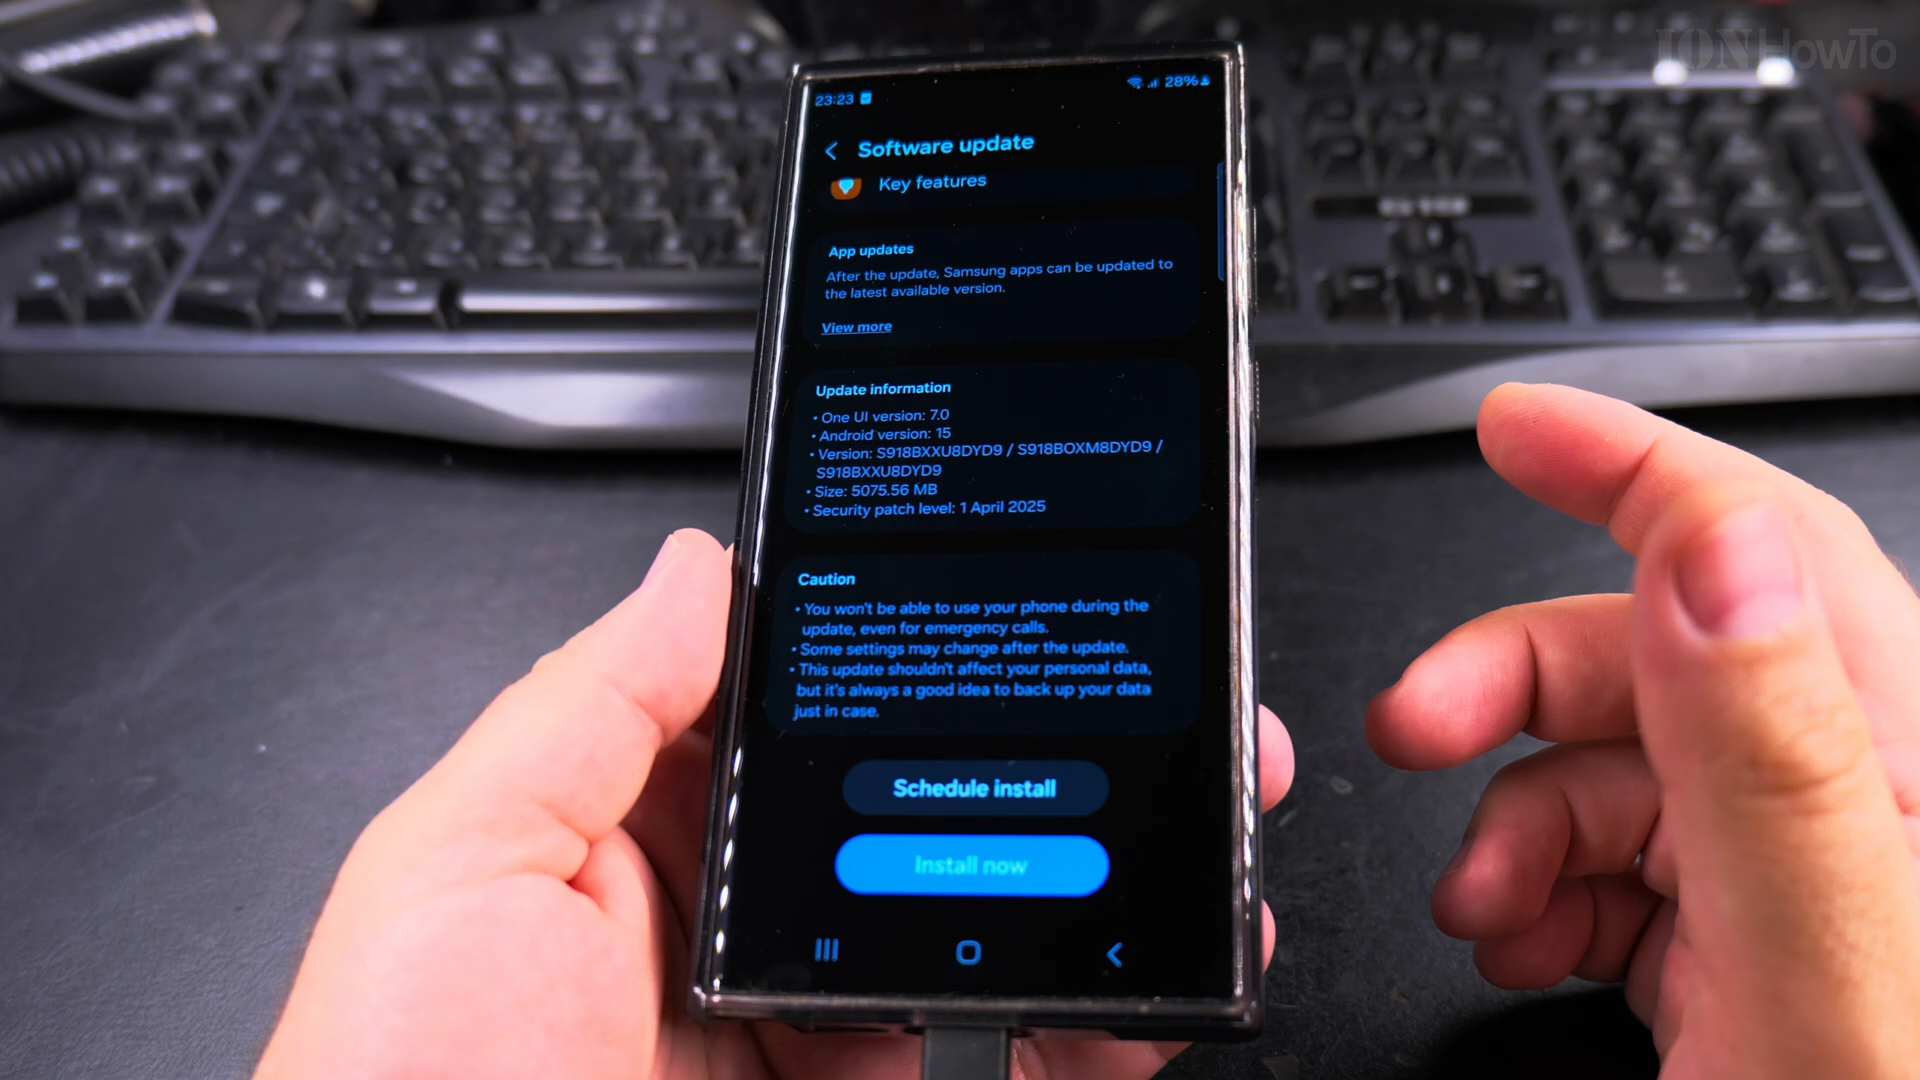 IONHowTo
23:23
28%
Software update
Key features
App updates
After the update, Samsung apps can be updated to
the latest available version.
View more
Update information
• One UI version: 7.0
• Android version: 15
• Version: S918BXXU8DYD9 / S918BOXM8DYD9 /
S918BXXU8DYD9
• Size: 5075.56 MB
• Security patch level: 1 April 2025
Caution
• You won't be able to use your phone during the
update, even for emergency calls.
• Some settings may change after the update.
• This update shouldn't affect your personal data,
but it's always a good idea to back up your data
just in case.
Schedule install
Install now